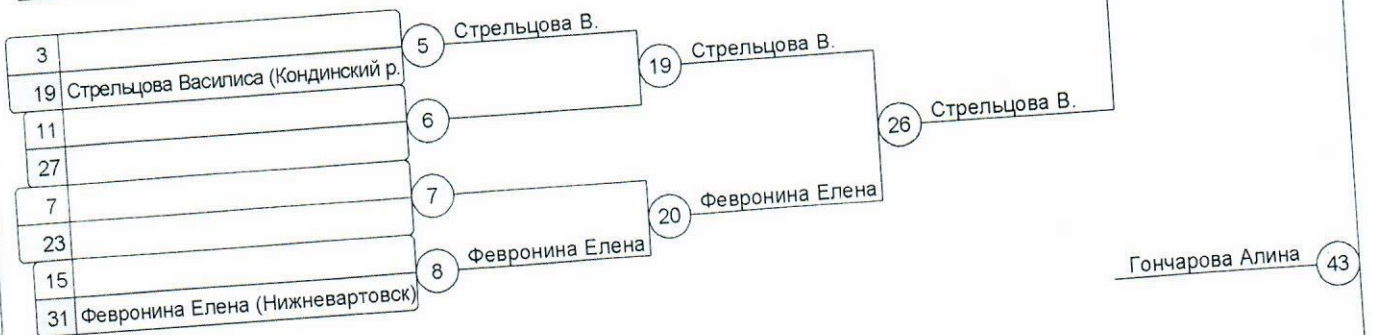 3
19 Стрельцова Василиса (Кондинский р.
11
27
7
23
15
31 Февронина Елена (Нижневартовск)
5 Стрельцова В.
6
7
8 Февронина Елена
19 Стрельцова В.
20 Февронина Елена
26 Стрельцова В.
Гончарова Алина 43